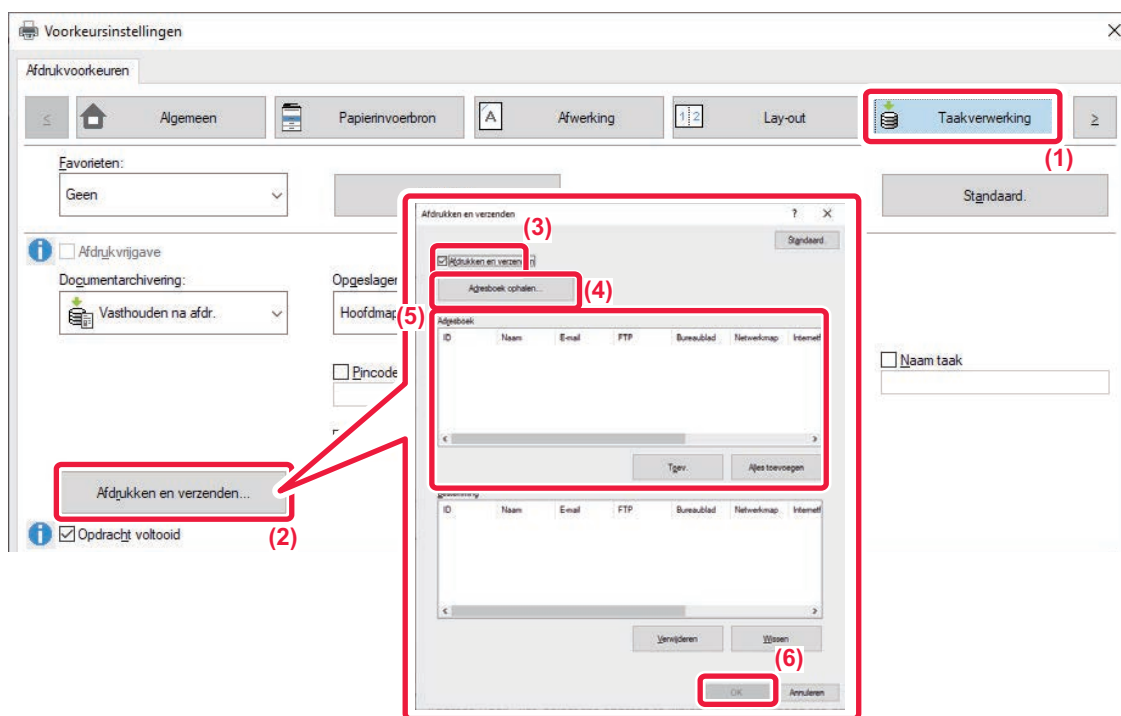 Voorkeursinstellingen
Afdrukvoorkeuren
Algemeen
Papierinvoerbron
Afwerking
Lay-out
Taakverwerking
(1)
Favorieten:
Geen
Standaard.
Afdrukvrijgave
Documentarchivering:
Vasthouden na afdr.
Opgeslagen
Hoofdmap
Pincode
Naam taak
Afdrukken en verzenden...
(2)
Opdracht voltooid
Afdrukken en verzenden
? X
(3)
Standaard.
Afdrukken en verzenden
Adresboek ophalen...
(4)
(5)
Adresboek
ID Naam E-mail FTP Bureaublad Netwerkmap Internetf
Toev.
Alles toevoegen
ID Naam E-mail FTP Bureaublad Netwerkmap Internetf
Verwijderen
Wissen
(6)
OK
Annuleren